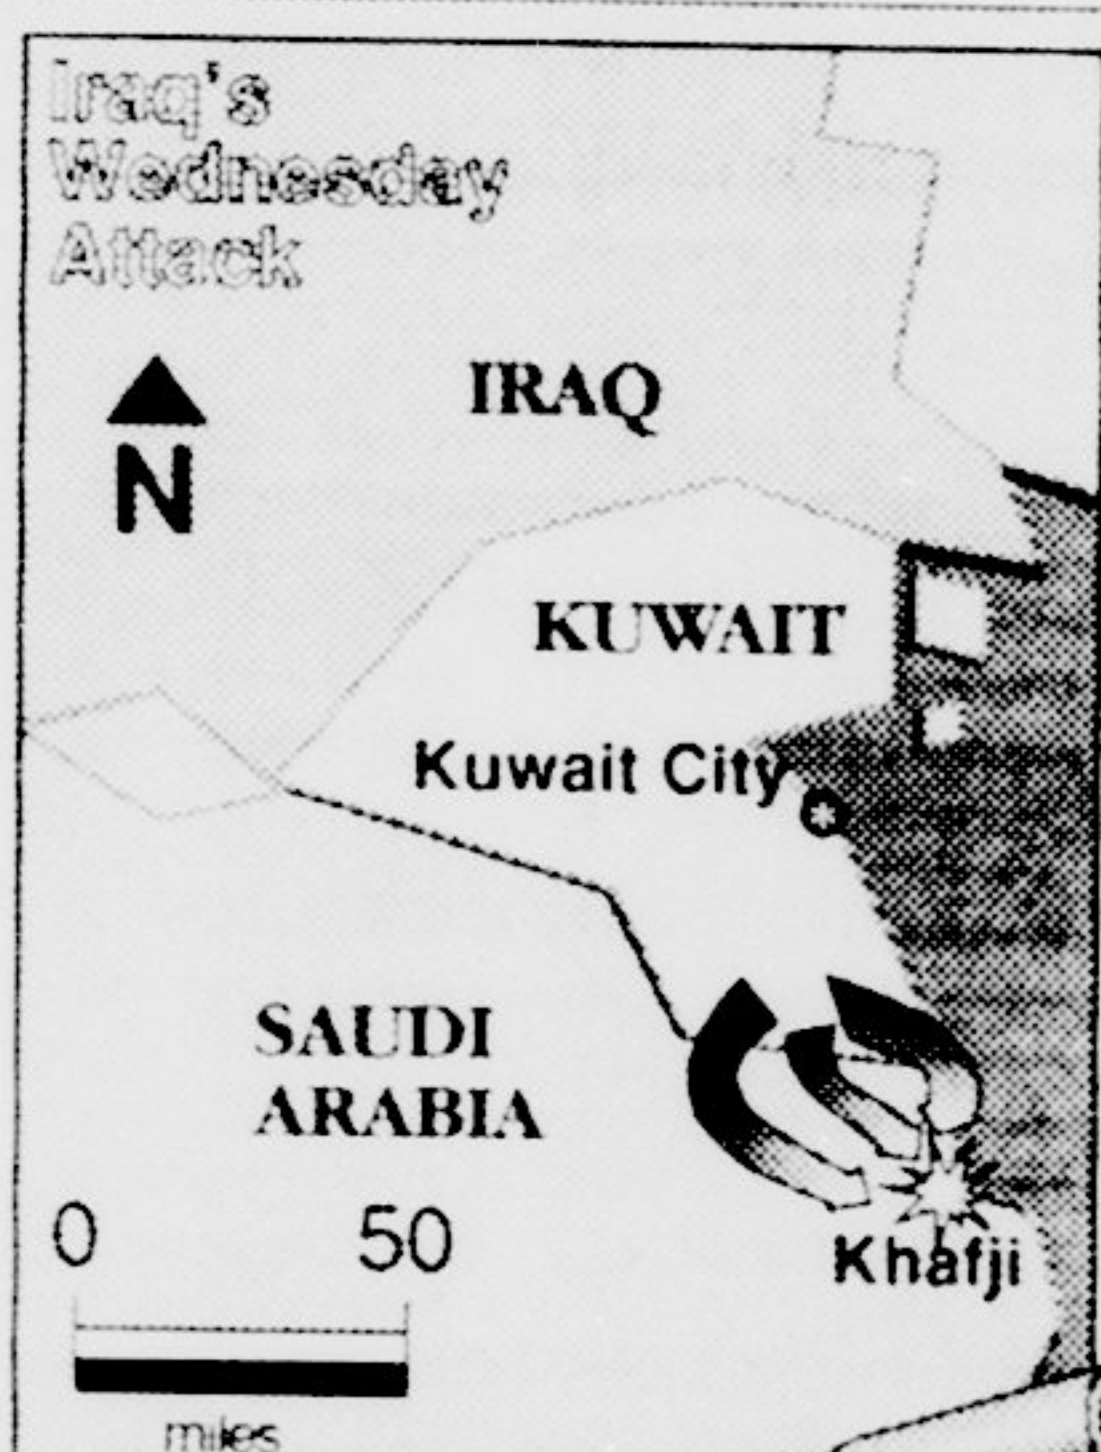 Iraq's
Wednesday
Attack
N
IRAQ
KUWAIT
Kuwait City
SAUDI
ARABIA
0 50
Khafji
miles